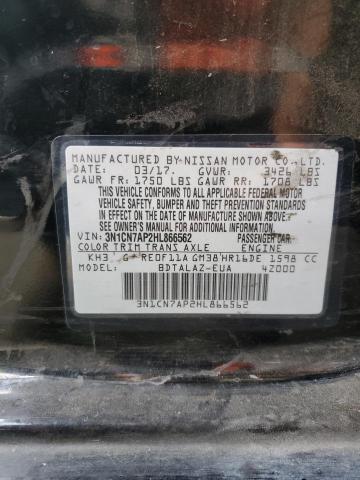 MANUFACTURED BY NISSAN MOTOR CO., LTD.
DATE: 03/17. GVWR: 3426 LBS
GAWR FR: 1750 LBS GAWR RR: 1708 LBS
THIS VEHICLE CONFORMS TO ALL APPLICABLE FEDERAL MOTOR
VEHICLE SAFETY, BUMPER AND THEFT PREVENTION STANDARDS
IN EFFECT ON THE DATE OF MANUFACTURE SHOWN ABOVE.
SEE OWNER'S MANUAL FOR ADDITIONAL INFORMATION.
VIN: 3N1CN7AP2HL866562 PASSENGER CAR
COLOR TRIM TRANS AXLE ENGINE
KH3 G RE0F11A GM38 HR16DE 1598 CC
MODEL: BDTALAZ-EUA 4Z000
3N1CN7AP2HL866562